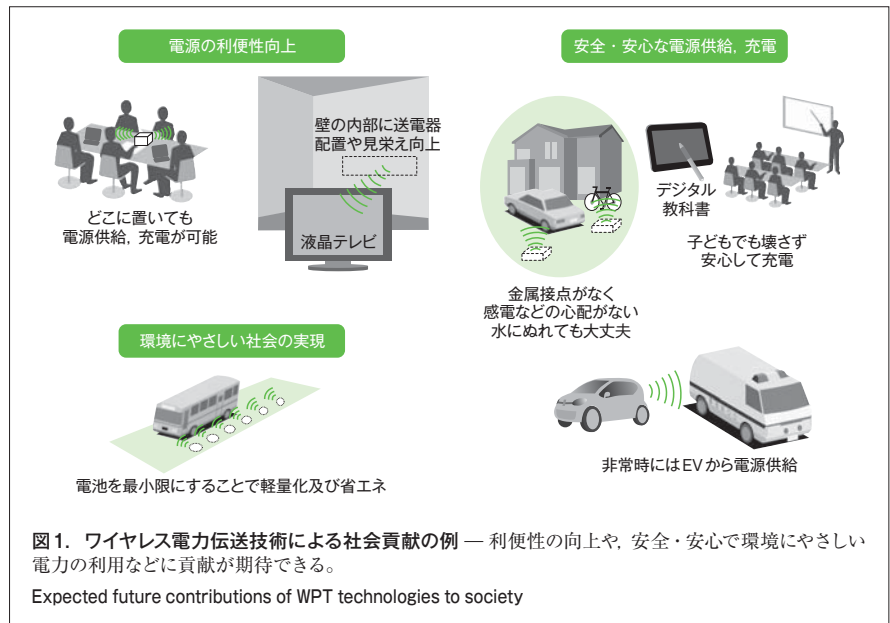 電源の利便性向上
どこに置いても
電源供給, 充電が可能
壁の内部に送電器
配置や見栄え向上
液晶テレビ
安全・安心な電源供給, 充電
金属接点がなく
感電などの心配がない
水にぬれても大丈夫
デジタル
教科書
子どもでも壊さず
安心して充電
環境にやさしい社会の実現
電池を最小限にすることで軽量化及び省エネ
非常時にはEVから電源供給
図1. ワイヤレス電力伝送技術による社会貢献の例 — 利便性の向上や, 安全・安心で環境にやさしい
電力の利用などに貢献が期待できる。
Expected future contributions of WPT technologies to society